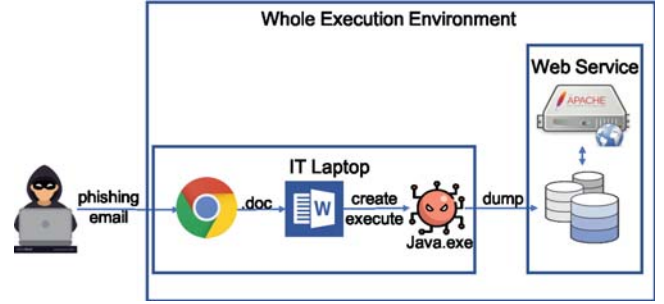 Whole Execution Environment
Web Service
APACHE
IT Laptop
phishing
email
.doc
W
create
execute
Java.exe
dump